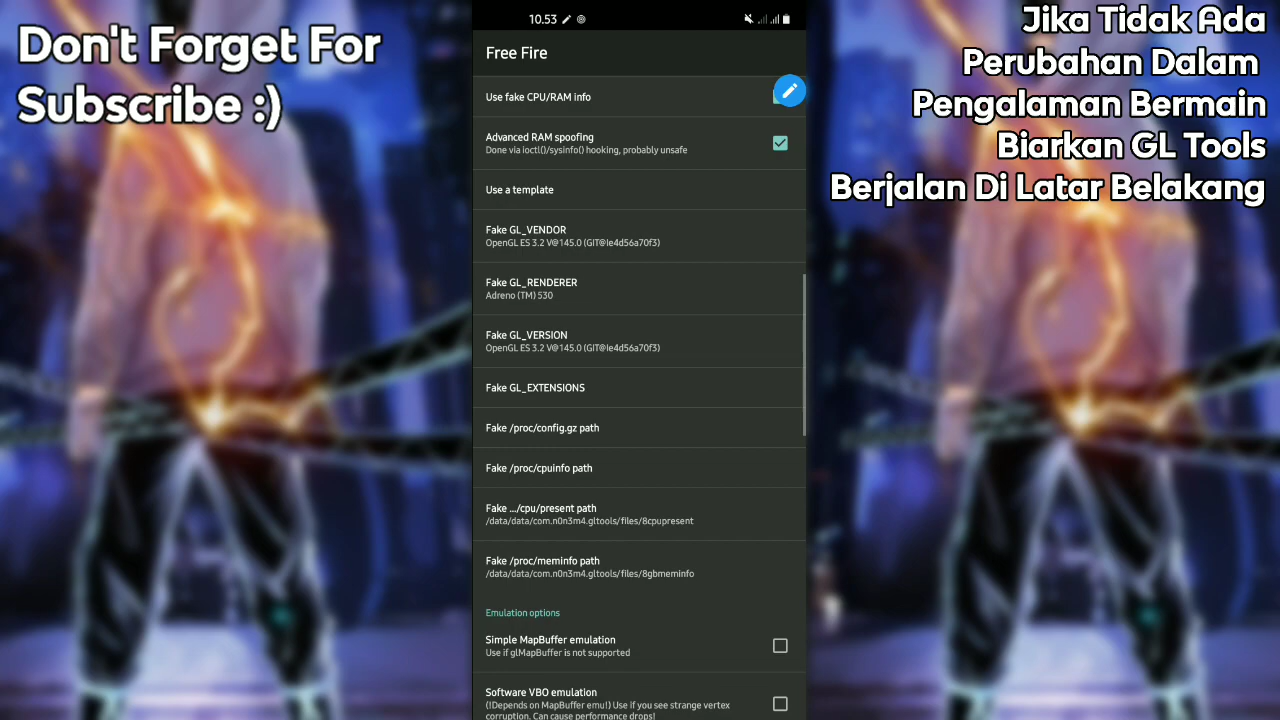 Don't Forget For
Subscribe :)
10.53
Free Fire
Use fake CPU/RAM info
Advanced RAM spoofing
Done via ioctl()/sysinfo() hooking, probably unsafe
Use a template
Fake GL_VENDOR
OpenGL ES 3.2 V@145.0 (GIT@Ie4d56a70f3)
Fake GL_RENDERER
Adreno (TM) 530
Fake GL_VERSION
OpenGL ES 3.2 V@145.0 (GIT@Ie4d56a70f3)
Fake GL_EXTENSIONS
Fake /proc/config.gz path
Fake /proc/cpuinfo path
Fake .../cpu/present path
/data/data/com.n0n3m4.gltools/files/8cpupresent
Fake /proc/meminfo path
/data/data/com.n0n3m4.gltools/files/8gbmeminfo
Emulation options
Simple MapBuffer emulation
Use if glMapBuffer is not supported
Software VBO emulation
(!Depends on MapBuffer emu!) Use if you see strange vertex
corruption. Can cause performance drops!
Jika Tidak Ada
Perubahan Dalam
Pengalaman Bermain
Biarkan GL Tools
Berjalan Di Latar Belakang